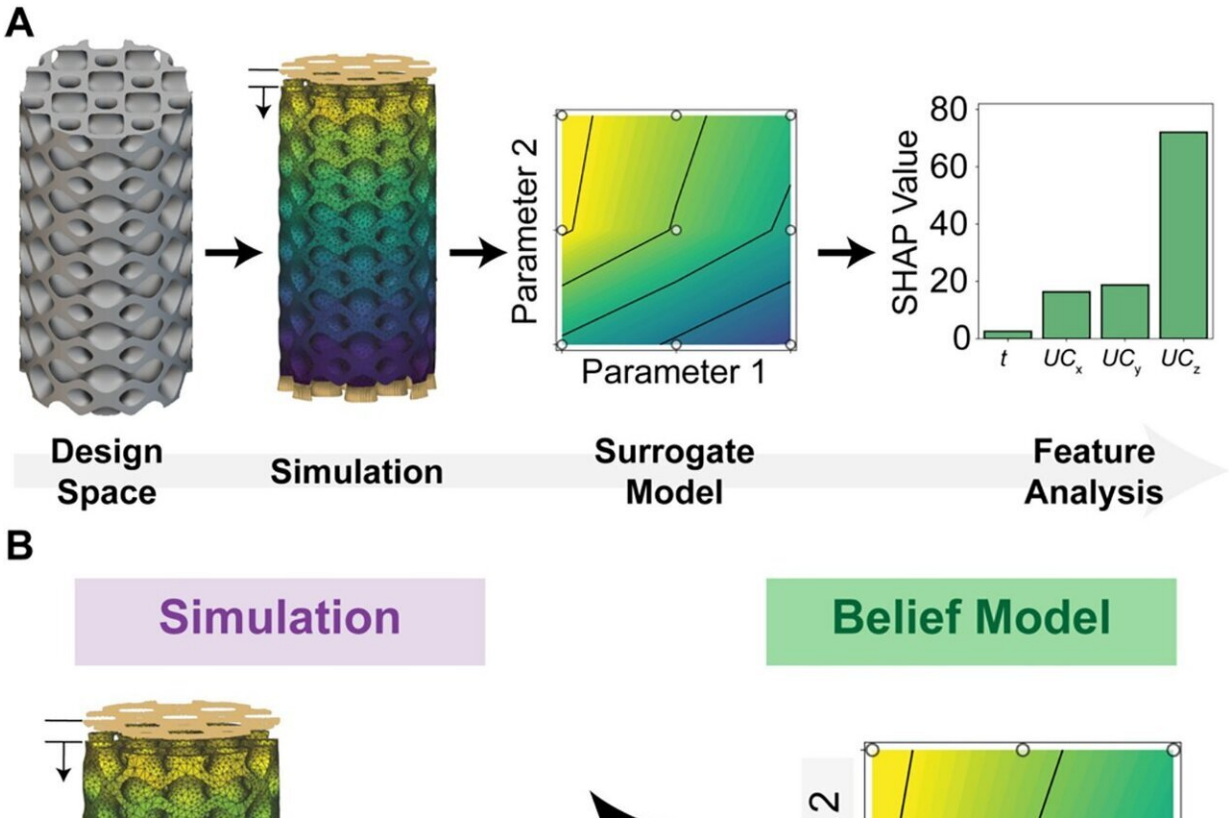 A
Parameter 2
Parameter 1
SHAP Value
80
60
40
20
0
t
UCx
UCy
UCz
Design
Space
Simulation
Surrogate
Model
Feature
Analysis
B
Simulation
Belief Model
2